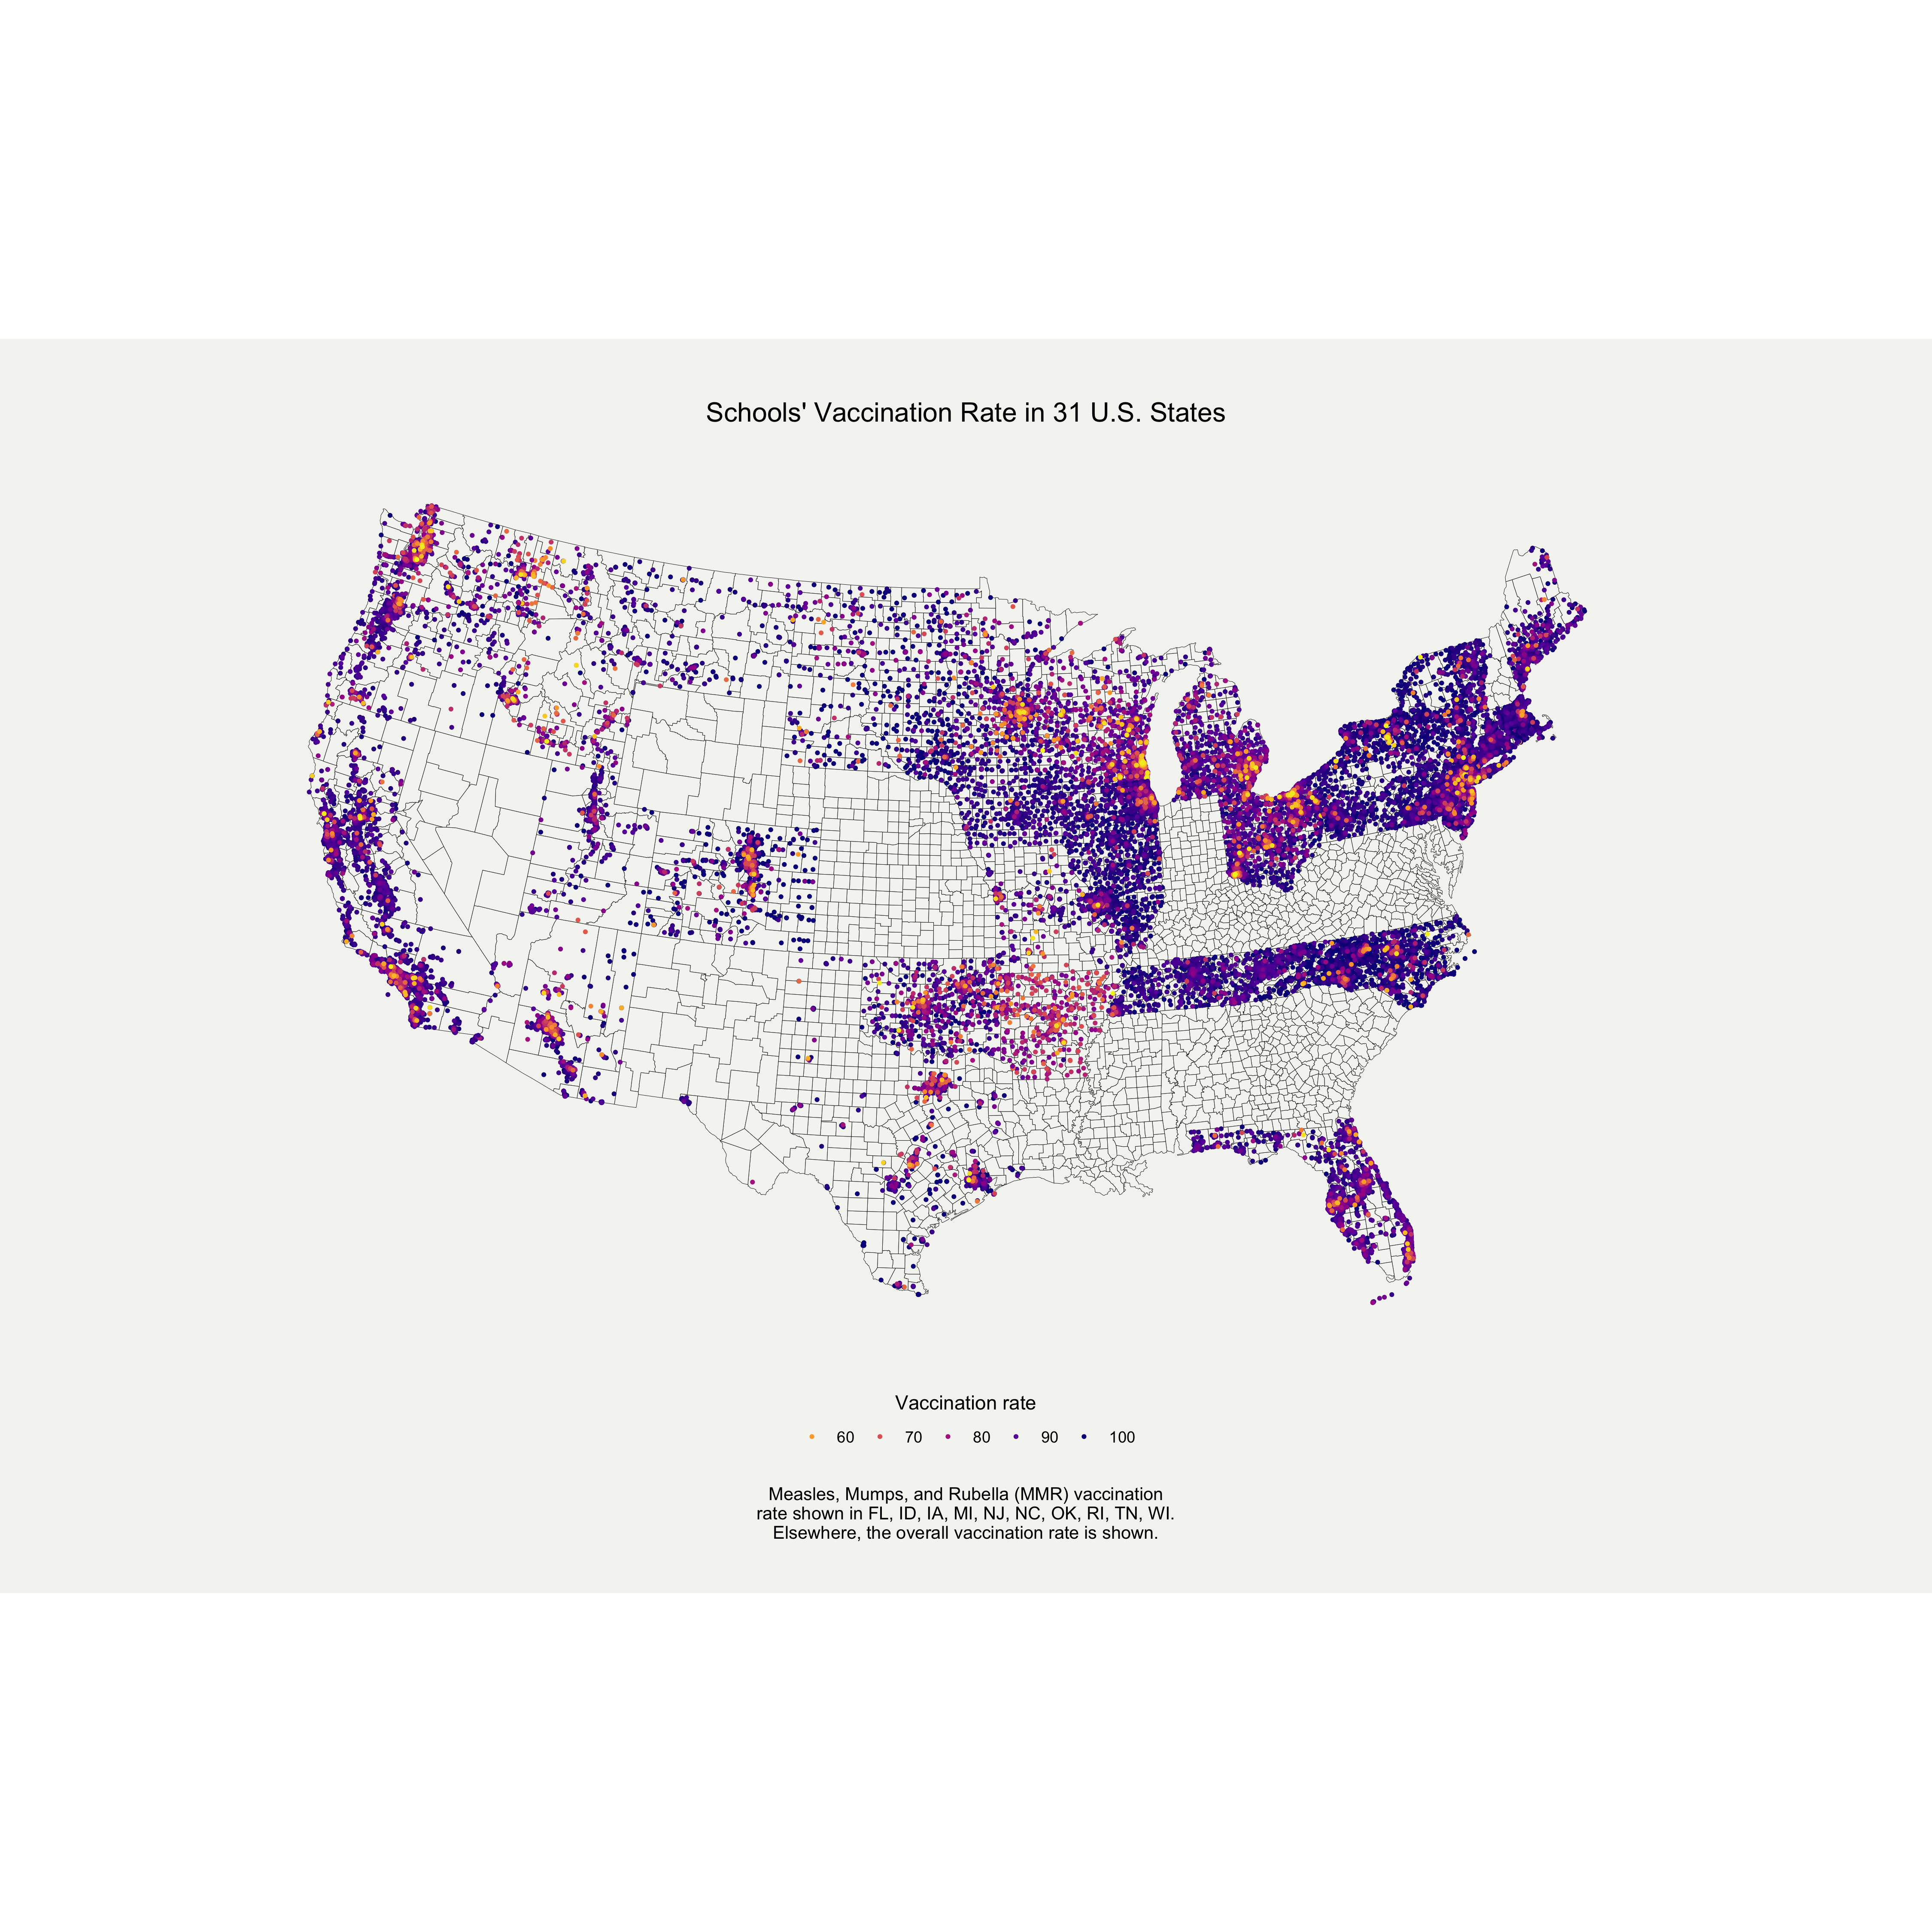 Schools' Vaccination Rate in 31 U.S. States
Vaccination rate
60 70 80 90 100
Measles, Mumps, and Rubella (MMR) vaccination
rate shown in FL, ID, IA, MI, NJ, NC, OK, RI, TN, WI.
Elsewhere, the overall vaccination rate is shown.